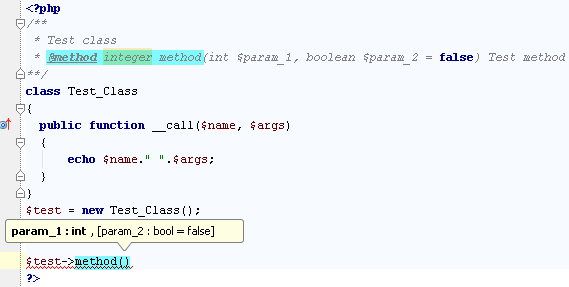 <?php
/**
 * Test class
 * @method integer method(int $param_1, boolean $param_2 = false) Test method
**/
class Test_Class
{
public function __call($name, $args)
{
echo $name." ".$args;
}
}
$test = new Test_Class();
param_1 : int , [param_2 : bool = false]
$test->method()
?>